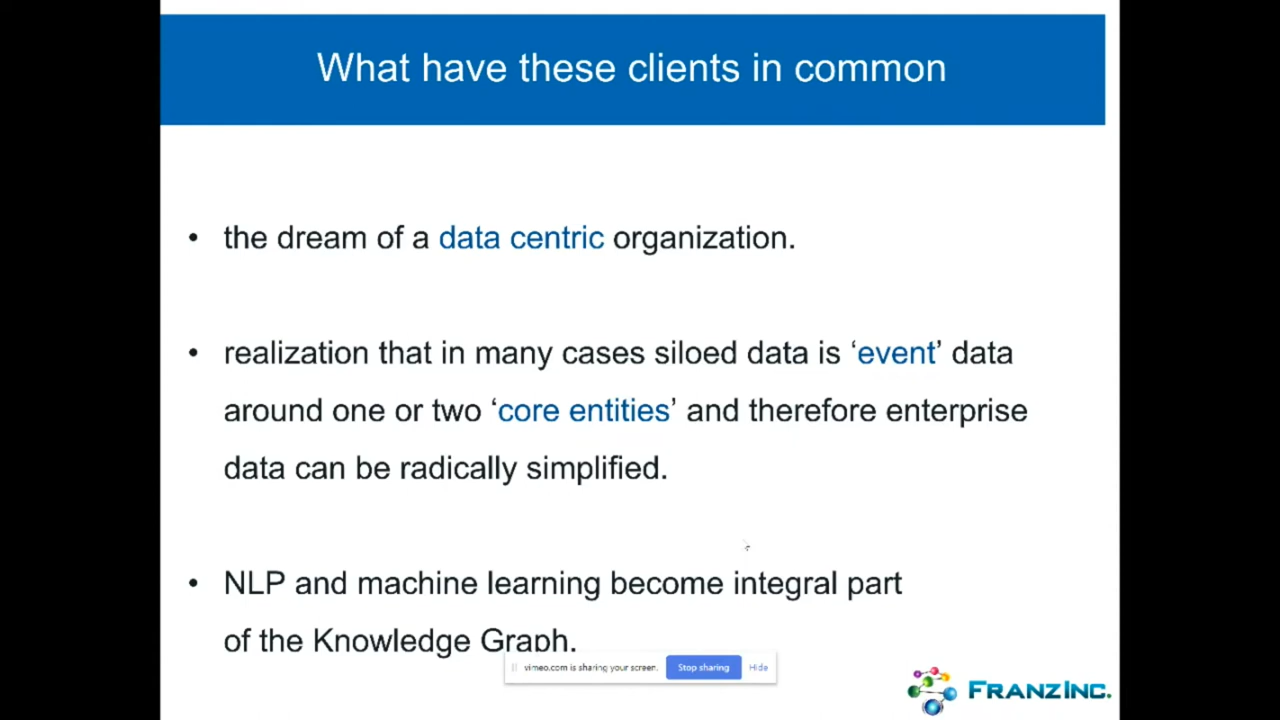 What have these clients in common
• the dream of a data centric organization.
• realization that in many cases siloed data is ‘event’ data
around one or two ‘core entities’ and therefore enterprise
data can be radically simplified.
• NLP and machine learning become integral part
of the Knowledge Graph.
vimeo.com is sharing your screen. Stop sharing Hide
FRANZ INC.